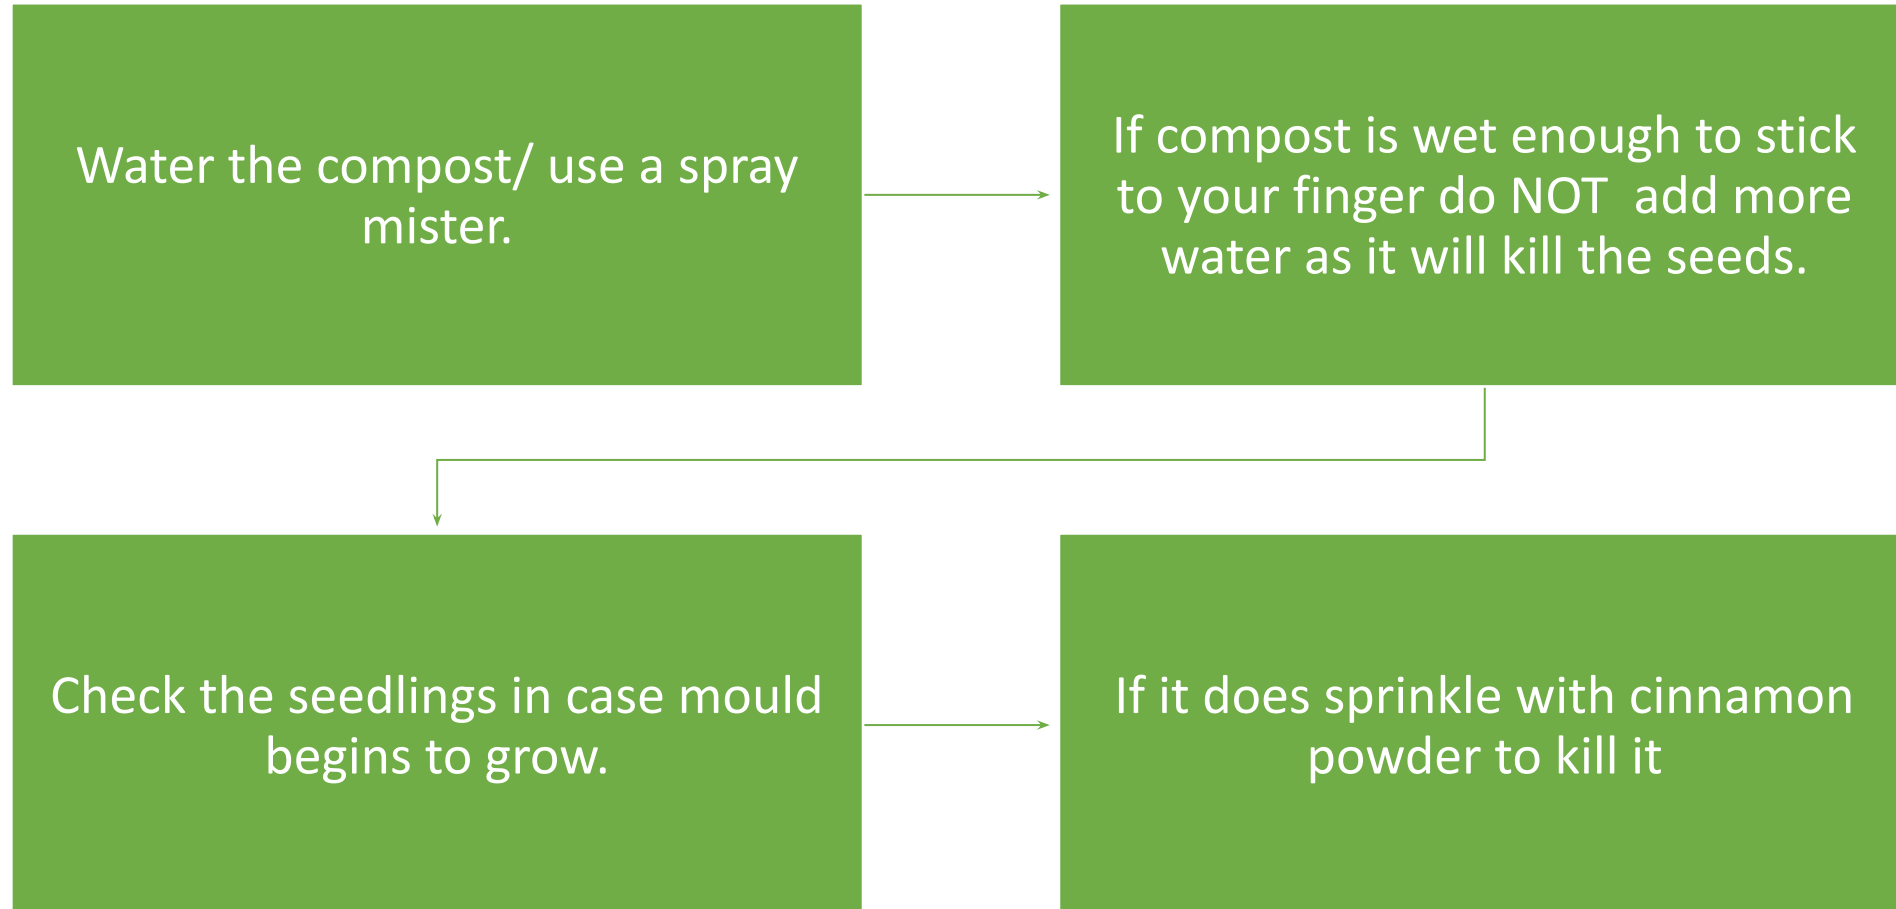 Water the compost/ use a spray
mister.
If compost is wet enough to stick
to your finger do NOT  add more
water as it will kill the seeds.
Check the seedlings in case mould
begins to grow.
If it does sprinkle with cinnamon
powder to kill it